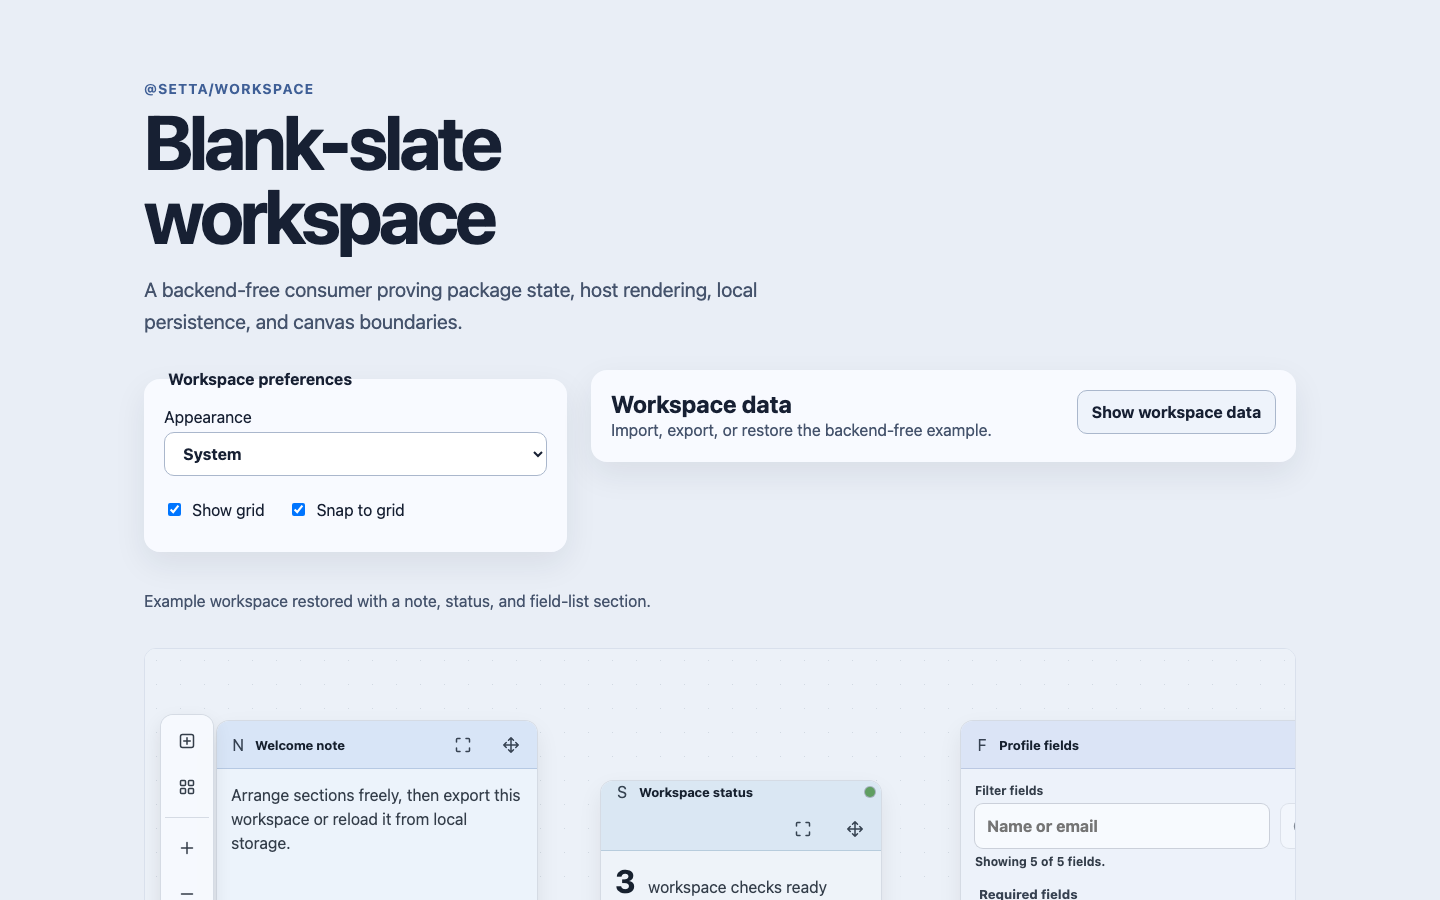 @SETTA/WORKSPACE
Blank-slate
workspace
A backend-free consumer proving package state, host rendering, local
persistence, and canvas boundaries.
Workspace preferences
Appearance
System
Show grid
Snap to grid
Workspace data
Import, export, or restore the backend-free example.
Show workspace data
Example workspace restored with a note, status, and field-list section.
N Welcome note
Arrange sections freely, then export this
workspace or reload it from local
storage.
S Workspace status
3 workspace checks ready
F Profile fields
Filter fields
Name or email
Showing 5 of 5 fields.
Required fields